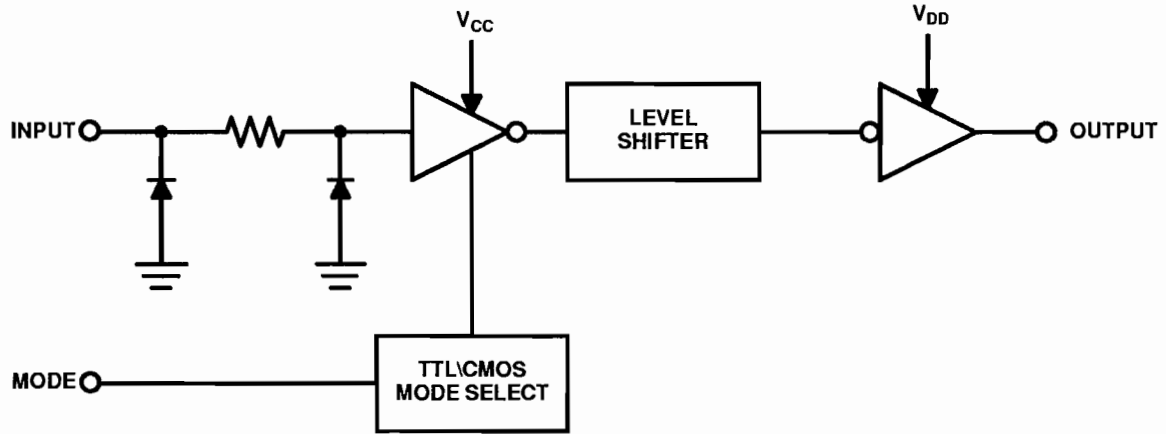 VCC
VDD
INPUT
LEVEL
SHIFTER
OUTPUT
TTL\CMOS
MODE SELECT
MODE